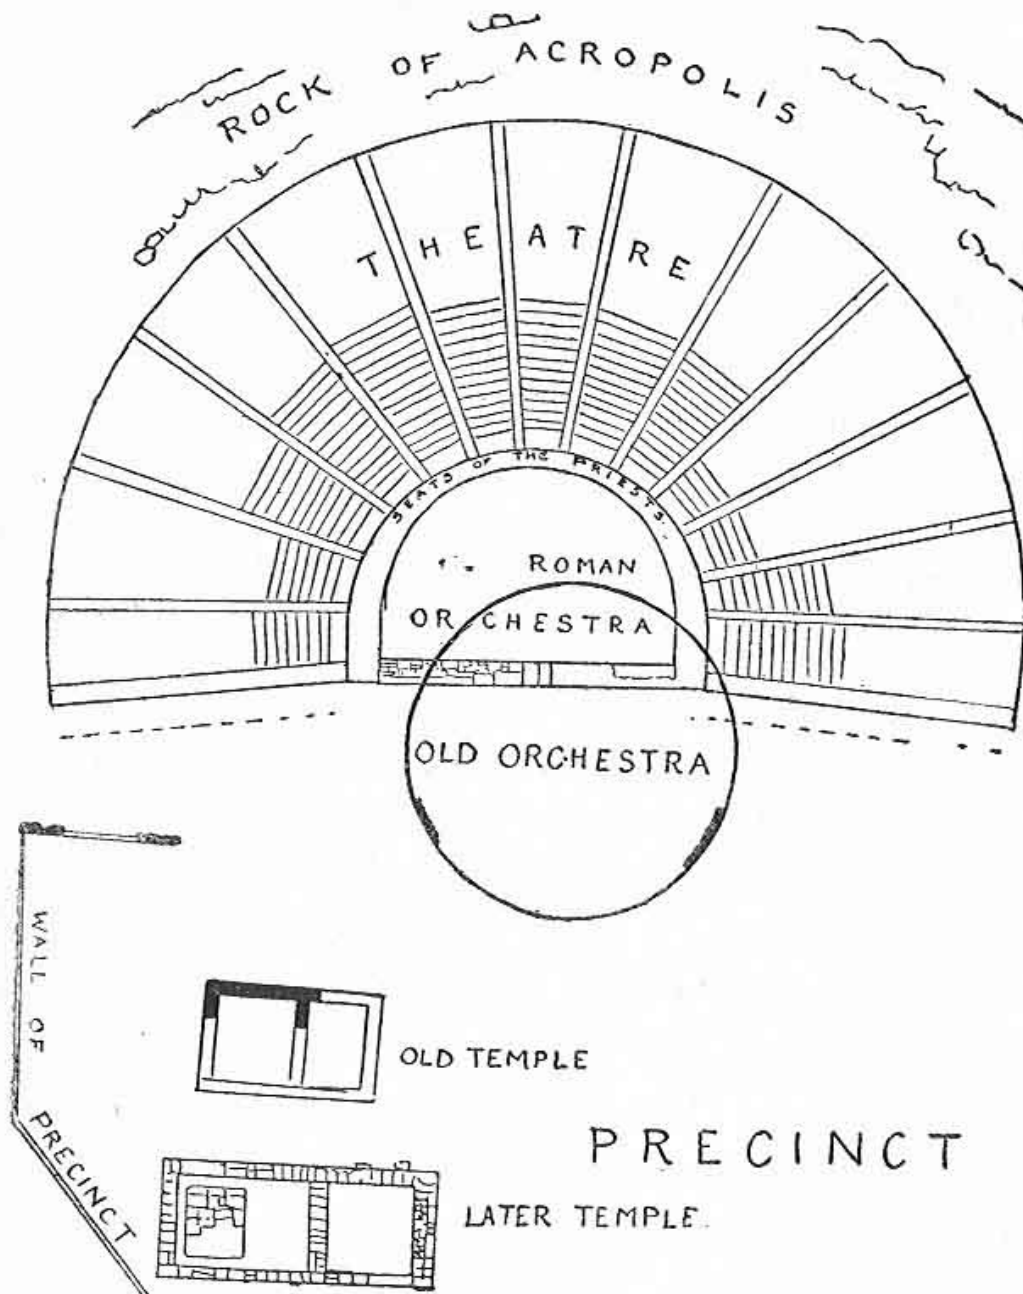 ROCK OF ACROPOLIS
THEATRE
SEATS OF THE PRIESTS.
ROMAN
ORCHESTRA
OLD ORCHESTRA
WALL OF PRECINCT
OLD TEMPLE
PRECINCT
LATER TEMPLE.